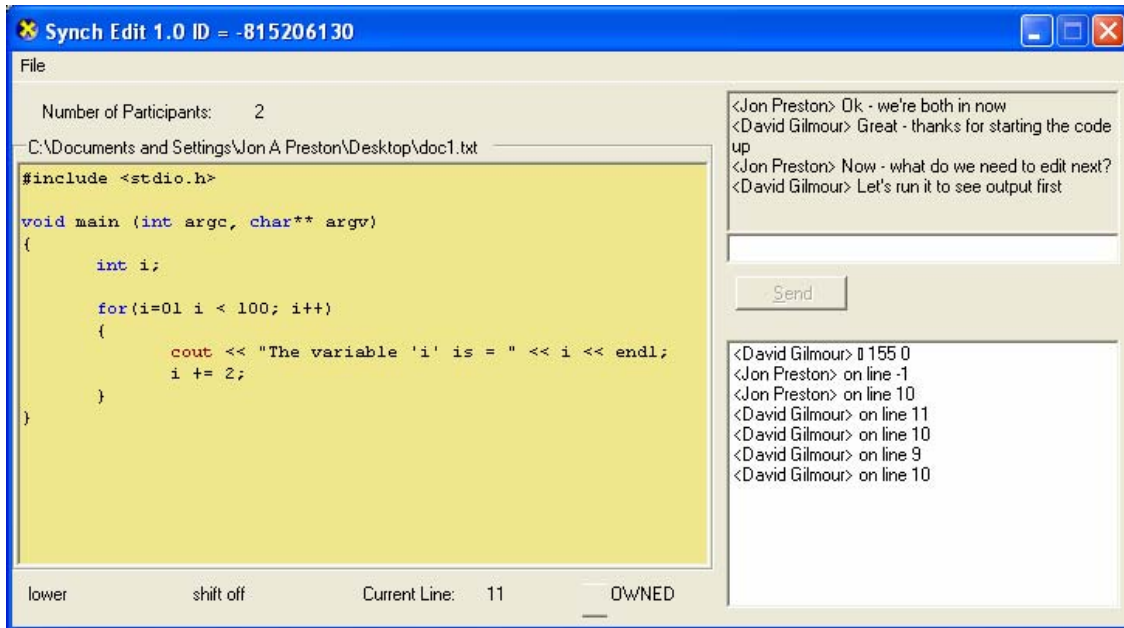 Synch Edit 1.0 ID = -815206130
File
Number of Participants: 2
C:\Documents and Settings\Jon A Preston\Desktop\doc1.txt
#include <stdio.h>
void main (int argc, char** argv)
{
int i;
for(i=0l i < 100; i++)
{
cout << "The variable 'i' is = " << i << endl;
i += 2;
}
}
lower shift off Current Line: 11 OWNED
<Jon Preston> Ok - we're both in now
<David Gilmour> Great - thanks for starting the code
up
<Jon Preston> Now - what do we need to edit next?
<David Gilmour> Let's run it to see output first
Send
<David Gilmour> 155 0
<Jon Preston> on line -1
<Jon Preston> on line 10
<David Gilmour> on line 11
<David Gilmour> on line 10
<David Gilmour> on line 9
<David Gilmour> on line 10